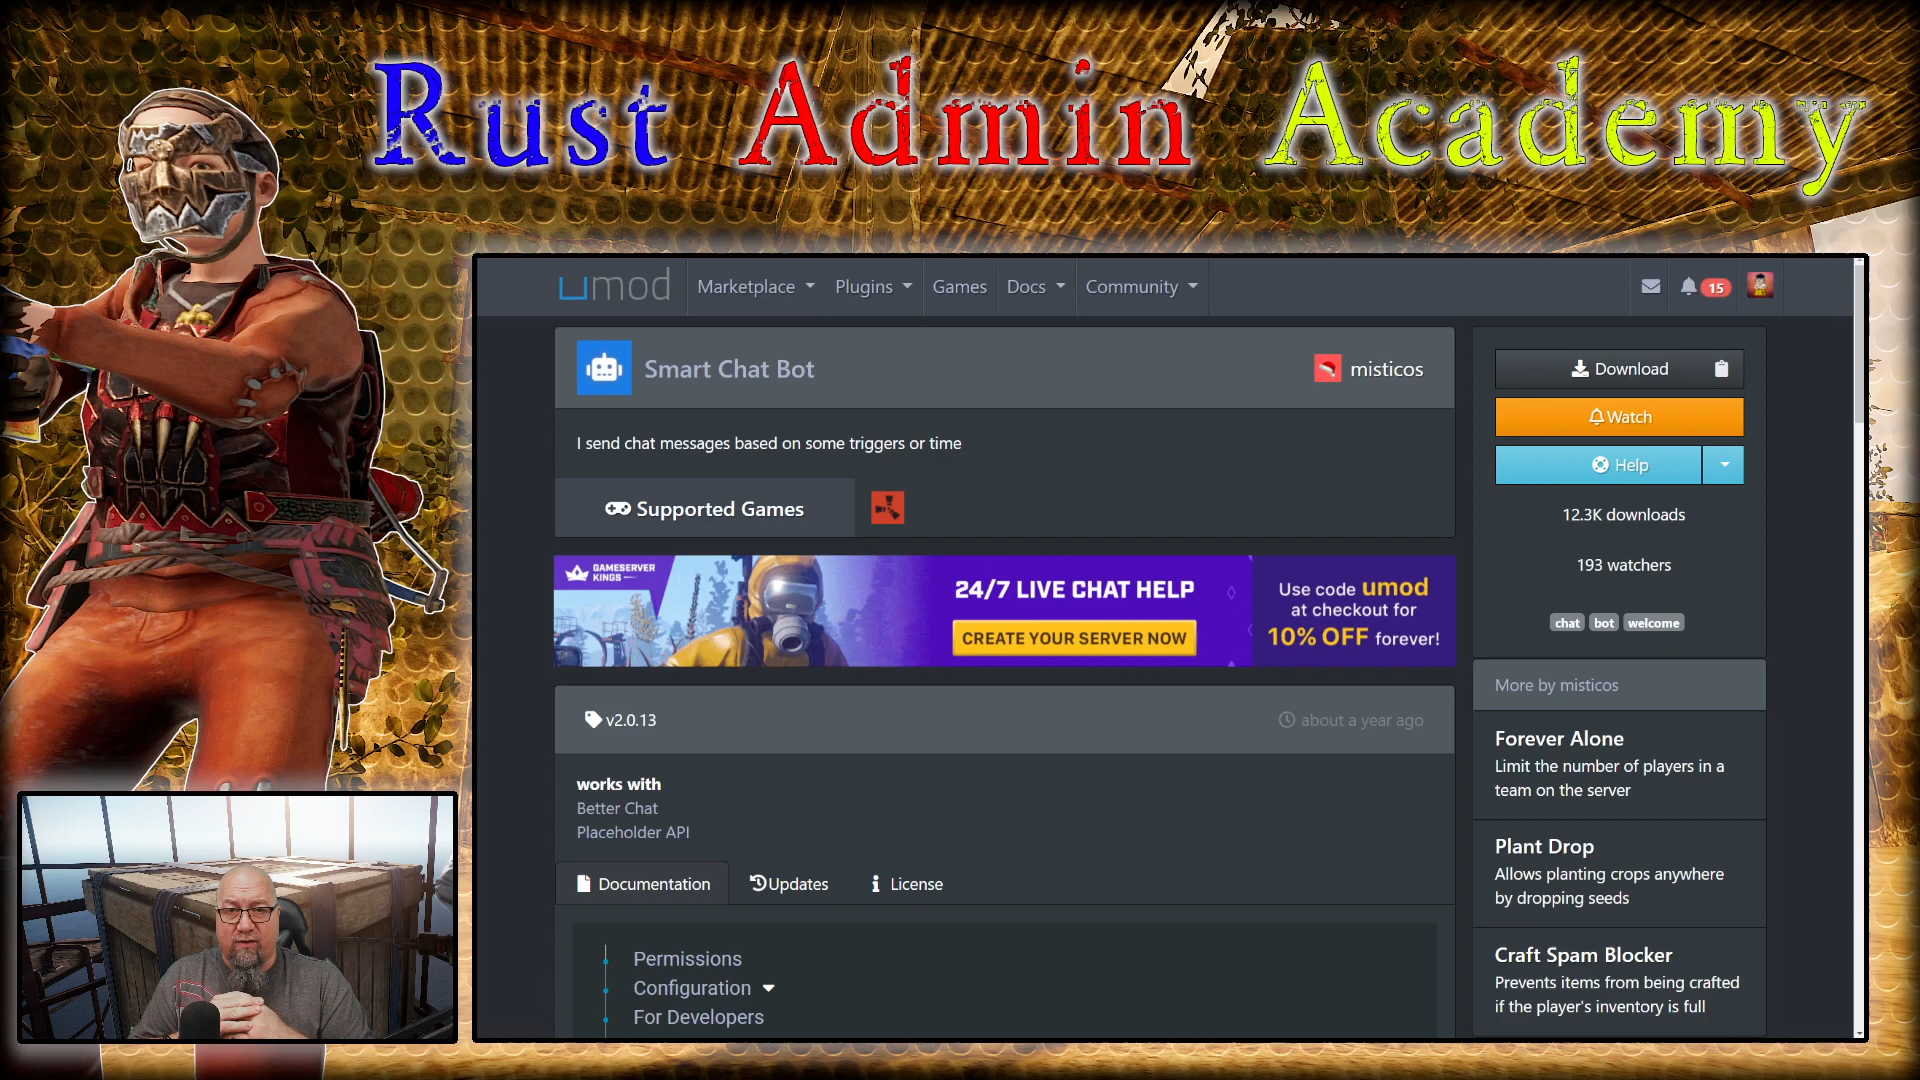 Rust Admin Academy
umod
Marketplace
Plugins
Games
Docs
Community
15
Smart Chat Bot
misticos
I send chat messages based on some triggers or time
Supported Games
GAMESERVER
KINGS
24/7 LIVE CHAT HELP
CREATE YOUR SERVER NOW
Use code umod
at checkout for
10% OFF forever!
v2.0.13
about a year ago
works with
Better Chat
Placeholder API
Documentation
Updates
License
Permissions
Configuration
For Developers
Download
Watch
Help
12.3K downloads
193 watchers
chat bot welcome
More by misticos
Forever Alone
Limit the number of players in a
team on the server
Plant Drop
Allows planting crops anywhere
by dropping seeds
Craft Spam Blocker
Prevents items from being crafted
if the player's inventory is full